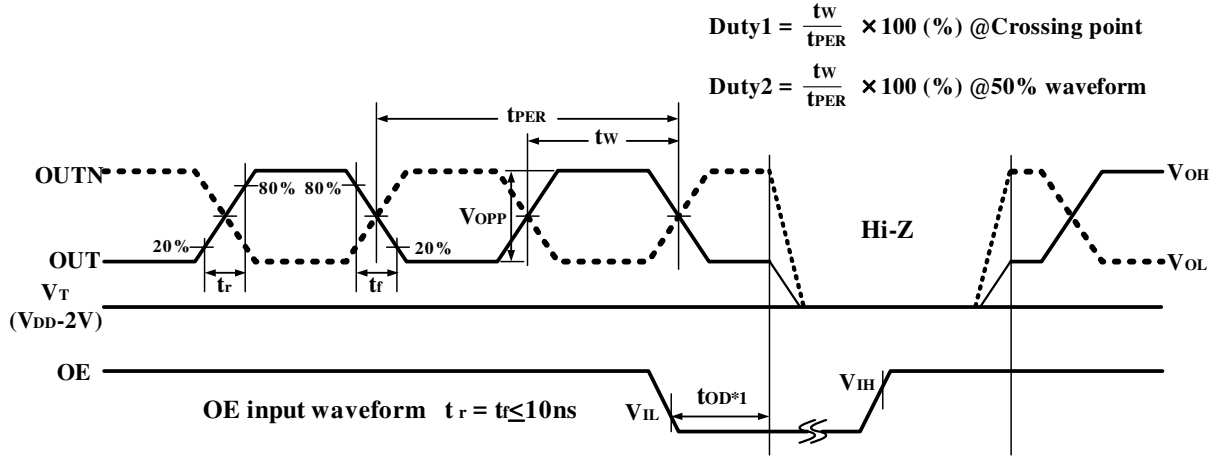 Duty1 = tW/tPER ×100 (%) @Crossing point
Duty2 = tW/tPER ×100 (%) @50% waveform
tPER
tW
OUTN
80% 80%
VOH
VOPP
Hi-Z
20% 20%
OUT
VOL
tr tf
VT
(VDD-2V)
OE
VIH
tOD*1
OE input waveform tr = tf≤10ns
VIL